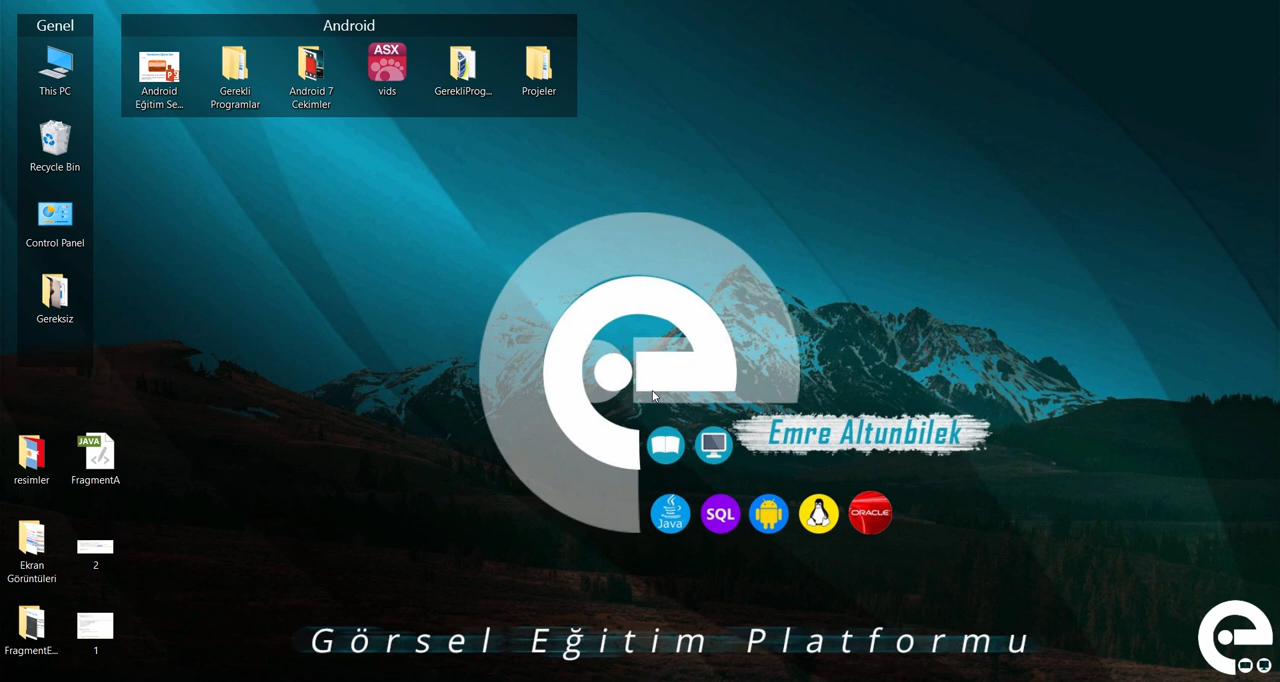 Genel
Android
This PC
Android
Eğitim Se...
Gerekli
Programlar
Android 7
Cekimler
ASX
vids
GerekliProg...
Projeler
Recycle Bin
Control Panel
Gereksiz
Emre Altunbilek
resimler
JAVA
FragmentA
Java
SQL
ORACLE
Ekran
Görüntüleri
2
FragmentE...
1
Görsel Eğitim Platformu